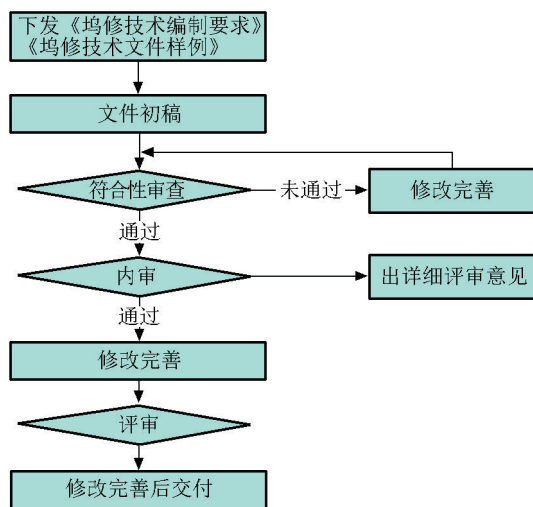 下发《坞修技术编制要求》
《坞修技术文件样例》
文件初稿
符合性审查
未通过
修改完善
通过
内审
出详细评审意见
通过
修改完善
评审
修改完善后交付